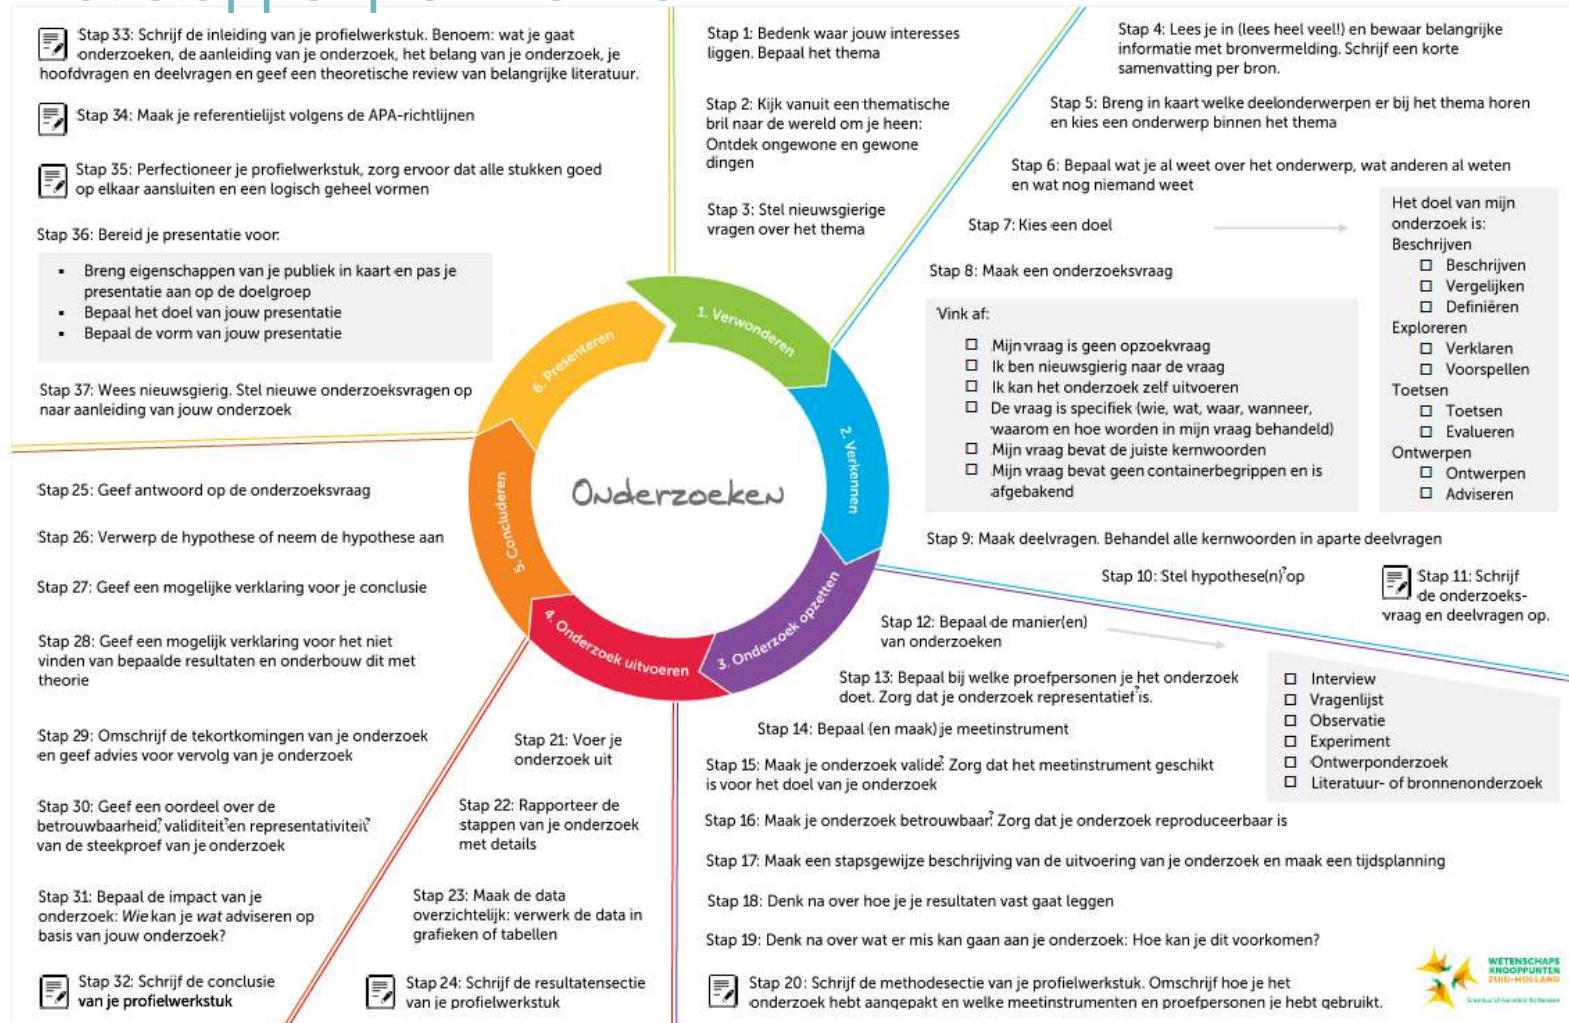 Stap 33: Schrijf de inleiding van je profielwerkstuk. Benoem: wat je gaat
onderzoeken, de aanleiding van je onderzoek, het belang van je onderzoek, je
hoofdvragen en deelvragen en geef een theoretische review van belangrijke literatuur.
Stap 34: Maak je referentielijst volgens de APA-richtlijnen
Stap 35: Perfectioneer je profielwerkstuk, zorg ervoor dat alle stukken goed
op elkaar aansluiten en een logisch geheel vormen
Stap 36: Bereid je presentatie voor:
▪ Breng eigenschappen van je publiek in kaart en pas je
presentatie aan op de doelgroep
▪ Bepaal het doel van jouw presentatie
▪ Bepaal de vorm van jouw presentatie
Stap 37: Wees nieuwsgierig. Stel nieuwe onderzoeksvragen op
naar aanleiding van jouw onderzoek
Stap 1: Bedenk waar jouw interesses
liggen. Bepaal het thema
Stap 2: Kijk vanuit een thematische
bril naar de wereld om je heen:
Ontdek ongewone en gewone
dingen
Stap 3: Stel nieuwsgierige
vragen over het thema
Stap 4: Lees je in (lees heel veel!) en bewaar belangrijke
informatie met bronvermelding. Schrijf een korte
samenvatting per bron.
Stap 5: Breng in kaart welke deelonderwerpen er bij het thema horen
en kies een onderwerp binnen het thema
Stap 6: Bepaal wat je al weet over het onderwerp, wat anderen al weten
en wat nog niemand weet
Stap 7: Kies een doel
Het doel van mijn
onderzoek is:
Beschrijven
☐ Beschrijven
☐ Vergelijken
☐ Definiëren
Exploreren
☐ Verklaren
☐ Voorspellen
Toetsen
☐ Toetsen
☐ Evalueren
Ontwerpen
☐ Ontwerpen
☐ Adviseren
Stap 8: Maak een onderzoeksvraag
Vink af:
☐ Mijn vraag is geen opzoekvraag
☐ Ik ben nieuwsgierig naar de vraag
☐ Ik kan het onderzoek zelf uitvoeren
☐ De vraag is specifiek (wie, wat, waar, wanneer,
waarom en hoe worden in mijn vraag behandeld)
☐ Mijn vraag bevat de juiste kernwoorden
☐ Mijn vraag bevat geen containerbegrippen en is
afgebakend
Stap 9: Maak deelvragen. Behandel alle kernwoorden in aparte deelvragen
Stap 10: Stel hypothese(n)? op
Stap 11: Schrijf
de onderzoeks-
vraag en deelvragen op.
1. Verwonderen
2. Verkennen
3. Onderzoek opzetten
4. Onderzoek uitvoeren
5. Concluderen
6. Presenteren
Onderzoeken
Stap 12: Bepaal de manier(en)
van onderzoeken
☐ Interview
☐ Vragenlijst
☐ Observatie
☐ Experiment
☐ Ontwerponderzoek
☐ Literatuur- of bronnenonderzoek
Stap 13: Bepaal bij welke proefpersonen je het onderzoek
doet. Zorg dat je onderzoek representatief? is.
Stap 14: Bepaal (en maak) je meetinstrument
Stap 15: Maak je onderzoek valide? Zorg dat het meetinstrument geschikt
is voor het doel van je onderzoek
Stap 16: Maak je onderzoek betrouwbaar? Zorg dat je onderzoek reproduceerbaar is
Stap 17: Maak een stapsgewijze beschrijving van de uitvoering van je onderzoek en maak een tijdsplanning
Stap 18: Denk na over hoe je je resultaten vast gaat leggen
Stap 19: Denk na over wat er mis kan gaan aan je onderzoek: Hoe kan je dit voorkomen?
Stap 20: Schrijf de methodesectie van je profielwerkstuk. Omschrijf hoe je het
onderzoek hebt aangepakt en welke meetinstrumenten en proefpersonen je hebt gebruikt.
Stap 21: Voer je
onderzoek uit
Stap 22: Rapporteer de
stappen van je onderzoek
met details
Stap 23: Maak de data
overzichtelijk: verwerk de data in
grafieken of tabellen
Stap 24: Schrijf de resultatensectie
van je profielwerkstuk
Stap 25: Geef antwoord op de onderzoeksvraag
Stap 26: Verwerp de hypothese of neem de hypothese aan
Stap 27: Geef een mogelijke verklaring voor je conclusie
Stap 28: Geef een mogelijk verklaring voor het niet
vinden van bepaalde resultaten en onderbouw dit met
theorie
Stap 29: Omschrijf de tekortkomingen van je onderzoek
en geef advies voor vervolg van je onderzoek
Stap 30: Geef een oordeel over de
betrouwbaarheid?, validiteit? en representativiteit?
van de steekproef van je onderzoek
Stap 31: Bepaal de impact van je
onderzoek: Wie kan je wat adviseren op
basis van jouw onderzoek?
Stap 32: Schrijf de conclusie
van je profielwerkstuk
WETENSCHAPS
KNOOPPUNTEN
ZUID-HOLLAND